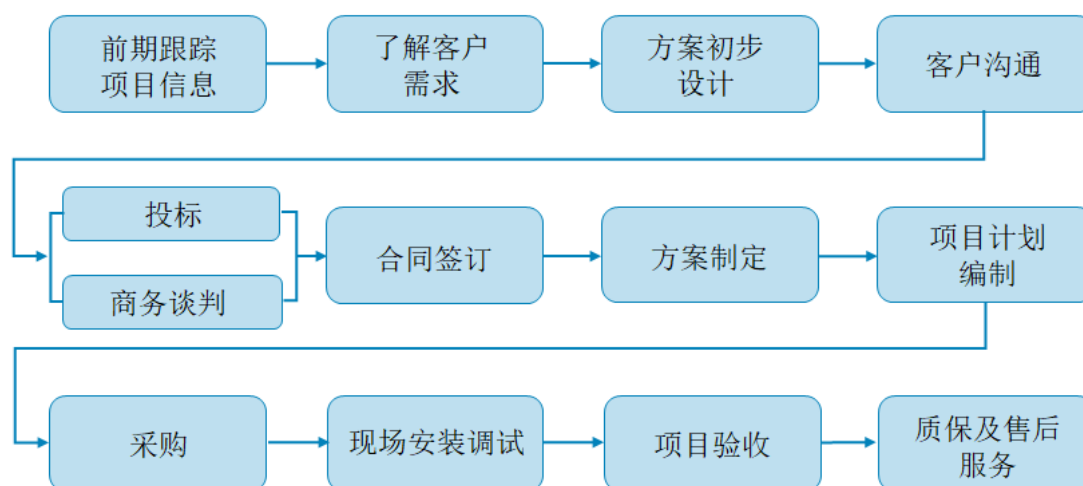 前期跟踪
项目信息
了解客户
需求
方案初步
设计
客户沟通
投标
商务谈判
合同签订
方案制定
项目计划
编制
采购
现场安装调试
项目验收
质保及售后
服务